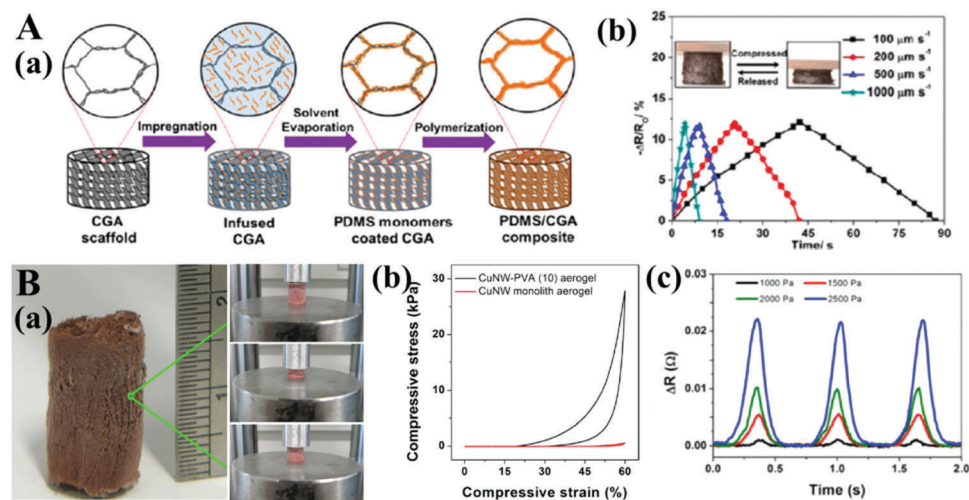 A
(a)
Impregnation
Solvent
Evaporation
Polymerization
CGA
scaffold
Infused
CGA
PDMS monomers
coated CGA
PDMS/CGA
composite
(b)
-ΔR/R₀/ %
25
20
15
10
5
0
0 15 30 45 60 75 90
Time/ s
Compressed
Released
100 μm s⁻¹
200 μm s⁻¹
500 μm s⁻¹
1000 μm s⁻¹
B
(a)
1
2
(b)
Compressive stress (kPa)
30
20
10
0
0 15 30 45 60
Compressive strain (%)
CuNW-PVA (10) aerogel
CuNW monolith aerogel
(c)
ΔR (Ω)
0.03
0.02
0.01
0.00
0.0 0.5 1.0 1.5 2.0
Time (s)
1000 Pa 1500 Pa
2000 Pa 2500 Pa